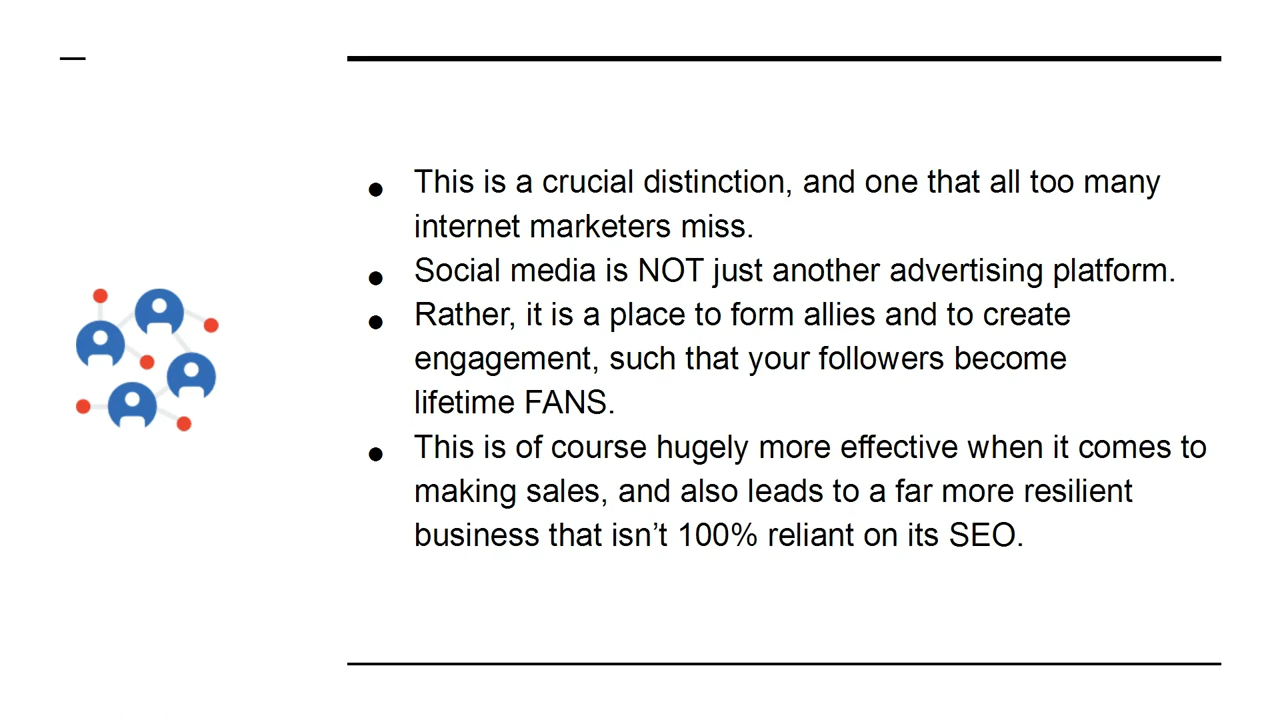 ● This is a crucial distinction, and one that all too many
internet marketers miss.
● Social media is NOT just another advertising platform.
● Rather, it is a place to form allies and to create
engagement, such that your followers become
lifetime FANS.
● This is of course hugely more effective when it comes to
making sales, and also leads to a far more resilient
business that isn’t 100% reliant on its SEO.